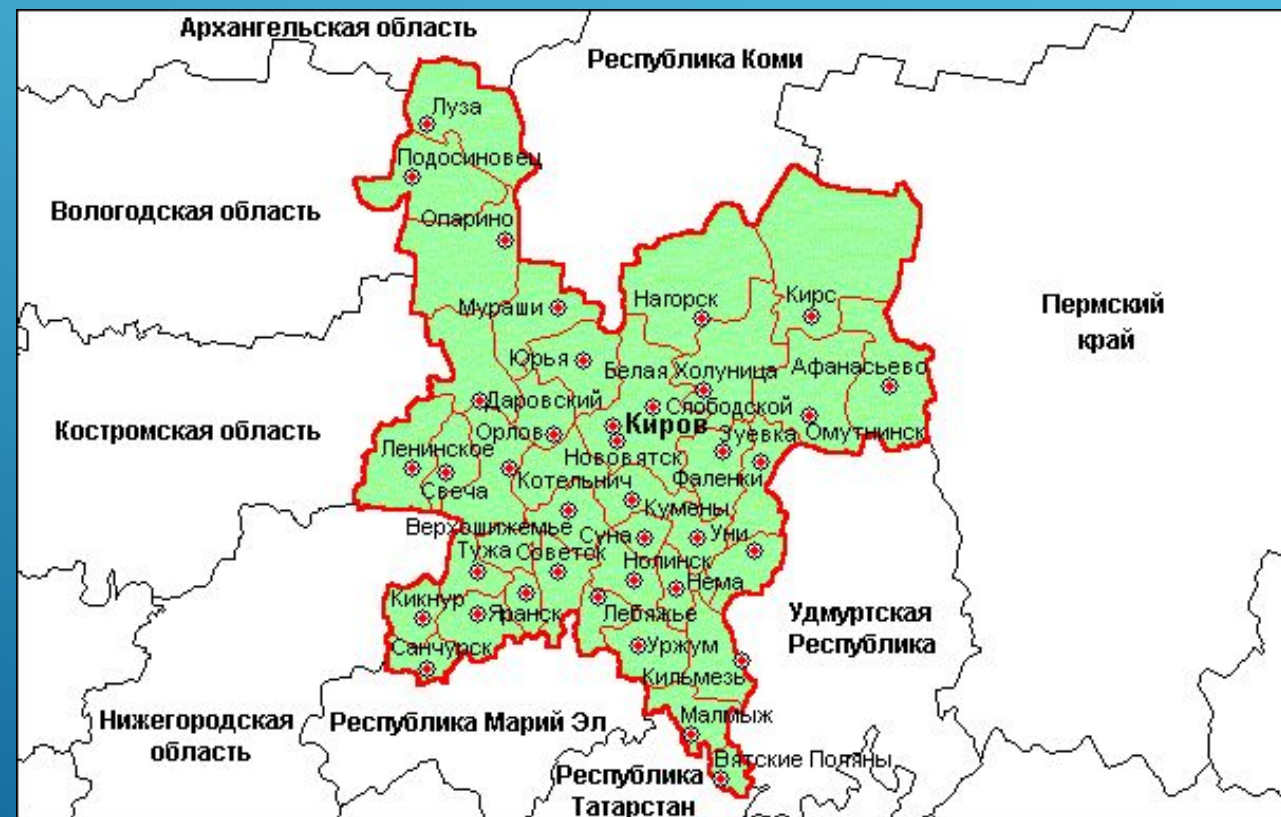 Архангельская область
Республика Коми
Луза
Подосиновец
Вологодская область
Опарино
Мураши
Нагорск
Кирс
Пермский
край
Юрья
Белая Холуница
Афанасьево
Даровский
Слободской
Костромская область
Орлов
Киров
Зуевка
Омутнинск
Ленинское
Нововятск
Свеча
Котельнич
Фаленки
Кумены
Верхошижемье
Суна
Уни
Тужа
Советск
Нолинск
Нема
Кикнур
Яранск
Лебяжье
Удмуртская
Республика
Санчурск
Уржум
Кильмезь
Нижегородская
область
Республика Марий Эл
Малмыж
Вятские Поляны
Республика
Татарстан